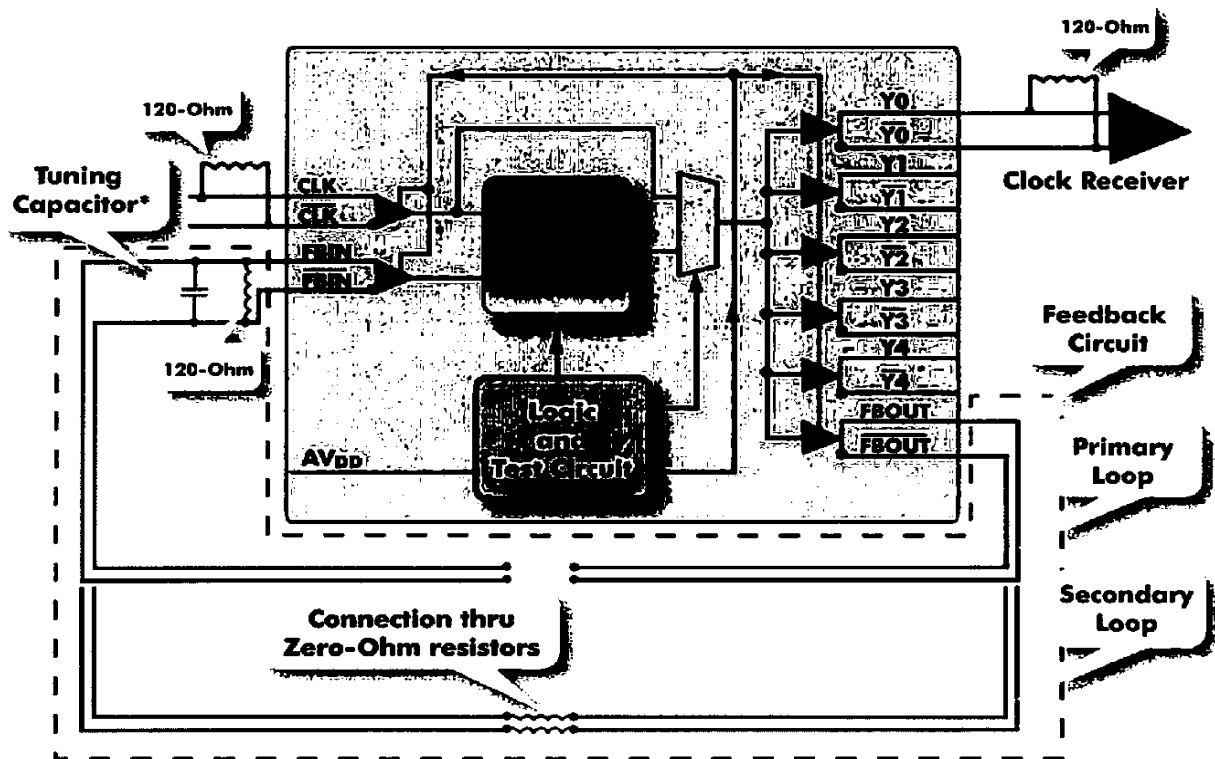 120-Ohm
120-Ohm
Tuning
Capacitor*
CLK
CLK
FBIN
FBIN
120-Ohm
AVDD
Logic
and
Test Circuit
Y0
Y0
Y1
Y1
Y2
Y2
Y3
Y3
Y4
Y4
FBOUT
FBOUT
Clock Receiver
Feedback
Circuit
Primary
Loop
Secondary
Loop
Connection thru
Zero-Ohm resistors